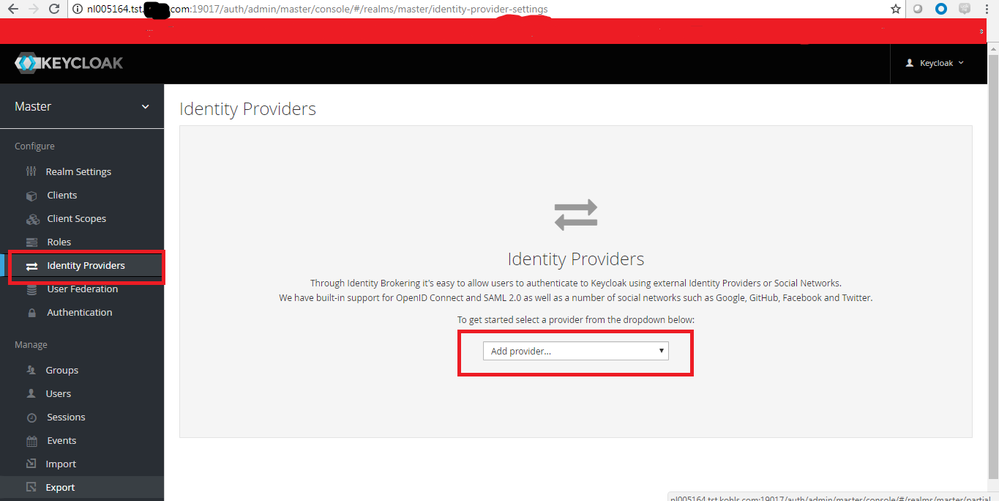 nl005164.tst. com:19017/auth/admin/master/console/#/realms/master/identity-provider-settings
KEYCLOAK
Keycloak
Master
Identity Providers
Configure
Realm Settings
Clients
Client Scopes
Roles
Identity Providers
User Federation
Authentication
Identity Providers
Through Identity Brokering it's easy to allow users to authenticate to Keycloak using external Identity Providers or Social Networks.
We have built-in support for OpenID Connect and SAML 2.0 as well as a number of social networks such as Google, GitHub, Facebook and Twitter.
To get started select a provider from the dropdown below:
Add provider...
Manage
Groups
Users
Sessions
Events
Import
Export
nl005164.tst.kohls.com:19017/auth/admin/master/console/#/realms/master/partial